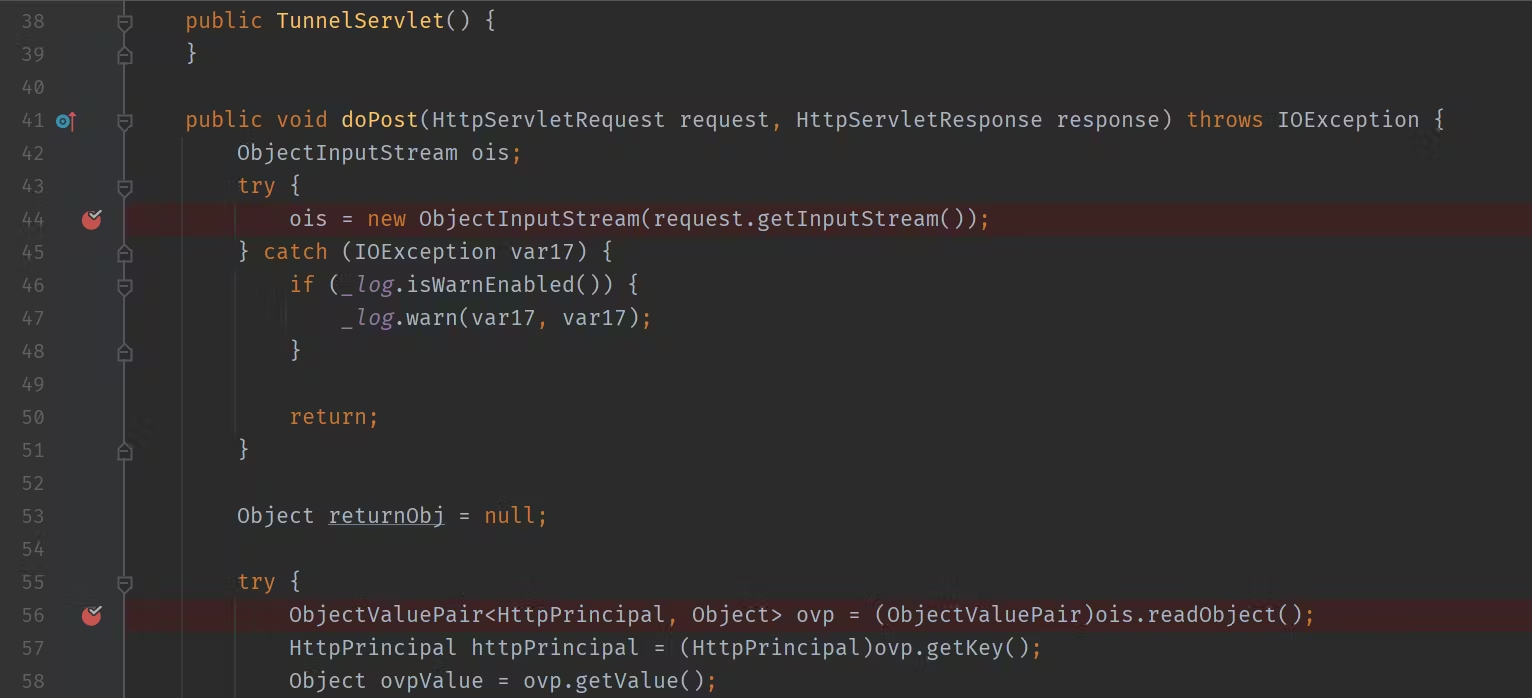 38 public TunnelServlet() {
39 }
40
41 public void doPost(HttpServletRequest request, HttpServletResponse response) throws IOException {
42 ObjectInputStream ois;
43 try {
44 ois = new ObjectInputStream(request.getInputStream());
45 } catch (IOException var17) {
46 if (_log.isWarnEnabled()) {
47 _log.warn(var17, var17);
48 }
49
50 return;
51 }
52
53 Object returnObj = null;
54
55 try {
56 ObjectValuePair<HttpPrincipal, Object> ovp = (ObjectValuePair)ois.readObject();
57 HttpPrincipal httpPrincipal = (HttpPrincipal)ovp.getKey();
58 Object ovpValue = ovp.getValue();